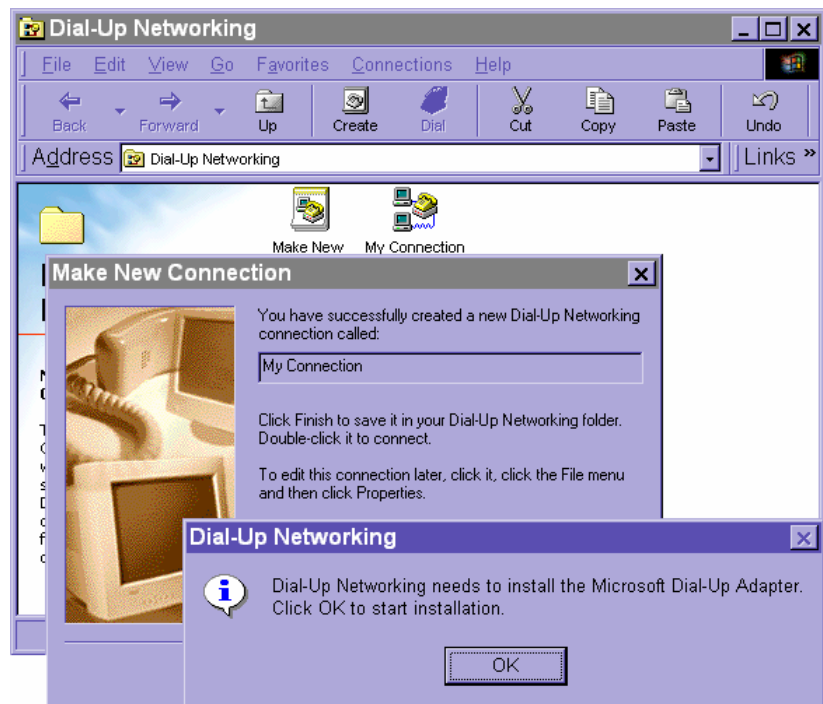 Dial-Up Networking
File Edit View Go Favorites Connections Help
Back Forward Up Create Dial Cut Copy Paste Undo
Address Dial-Up Networking Links »
Make New My Connection
Make New Connection
You have successfully created a new Dial-Up Networking
connection called:
My Connection
Click Finish to save it in your Dial-Up Networking folder.
Double-click it to connect.
To edit this connection later, click it, click the File menu
and then click Properties.
Dial-Up Networking
Dial-Up Networking needs to install the Microsoft Dial-Up Adapter.
Click OK to start installation.
OK